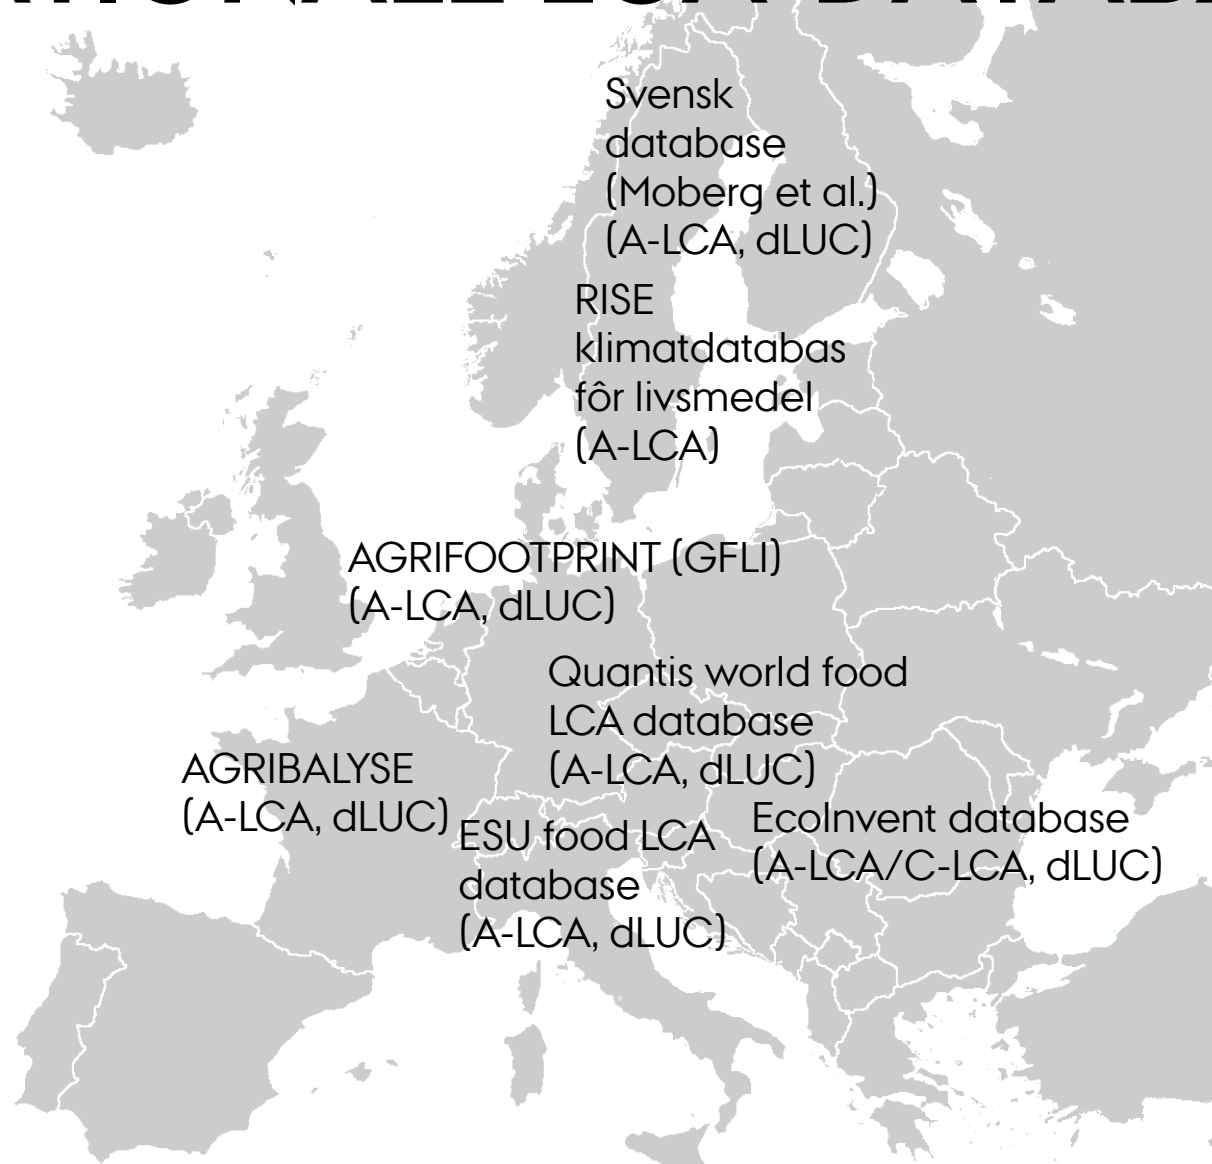 Svensk
database
(Moberg et al.)
(A-LCA, dLUC)
RISE
klimatdatabas
fôr livsmedel
(A-LCA)
AGRIFOOTPRINT (GFLI)
(A-LCA, dLUC)
Quantis world food
LCA database
(A-LCA, dLUC)
AGRIBALYSE
(A-LCA, dLUC)
ESU food LCA
database
(A-LCA, dLUC)
EcoInvent database
(A-LCA/C-LCA, dLUC)